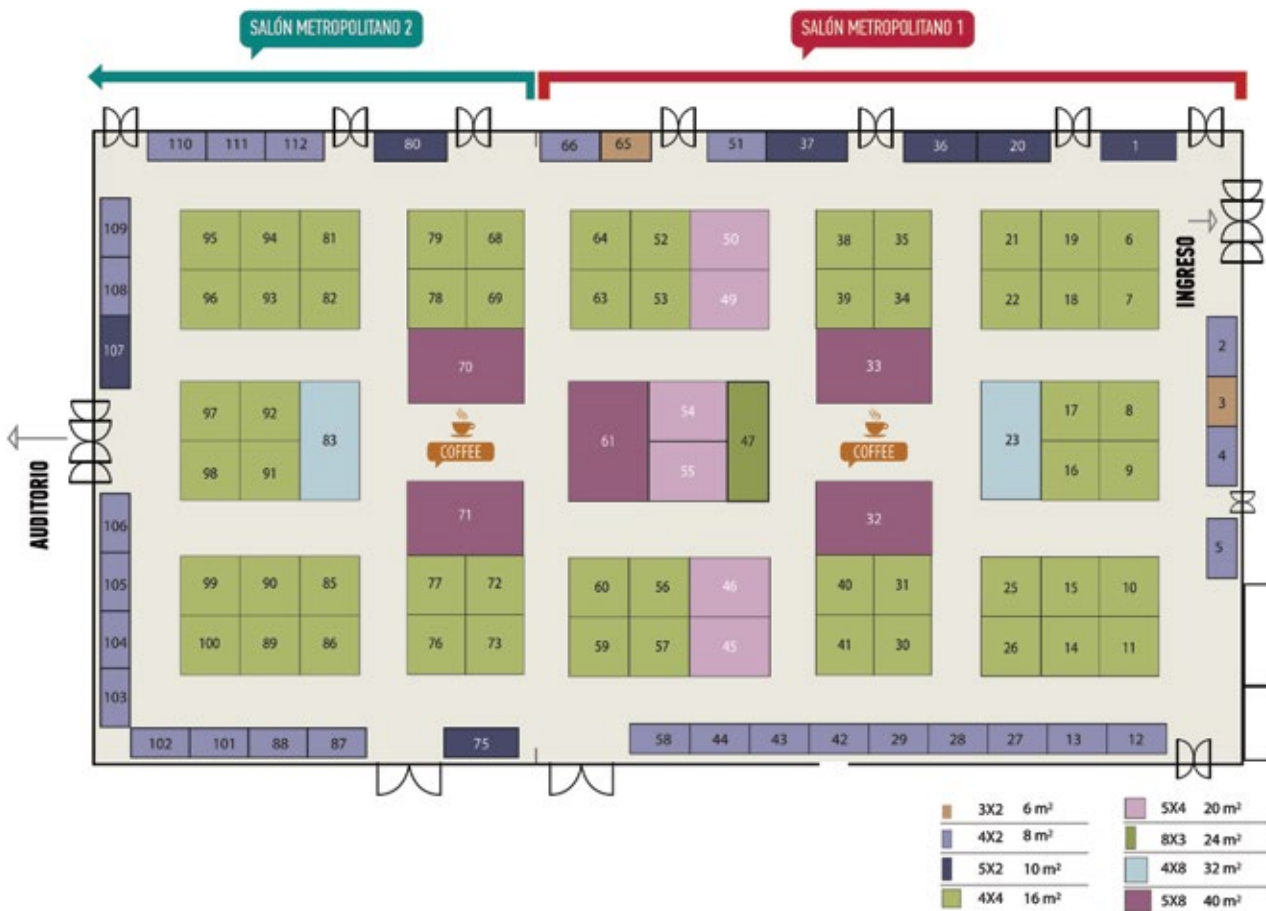 SALÓN METROPOLITANO 2
SALÓN METROPOLITANO 1
110 111 112 80 66 65 51 37 36 20 1
109
95 94 81 79 68 64 52 50 38 35 21 19 6
INGRESO
108
96 93 82 78 69 63 53 49 39 34 22 18 7
107
70 33
2
3
97 92 83 54 17 8
COFFEE COFFEE
61 47 23
4
98 91 55 16 9
AUDITORIO
106
71 32
5
105
99 90 85 77 72 60 56 46 40 31 25 15 10
104
100 89 86 76 73 59 57 45 41 30 26 14 11
103
102 101 88 87 75 58 44 43 42 29 28 27 13 12
3X2 6 m²
4X2 8 m²
5X2 10 m²
4X4 16 m²
5X4 20 m²
8X3 24 m²
4X8 32 m²
5X8 40 m²